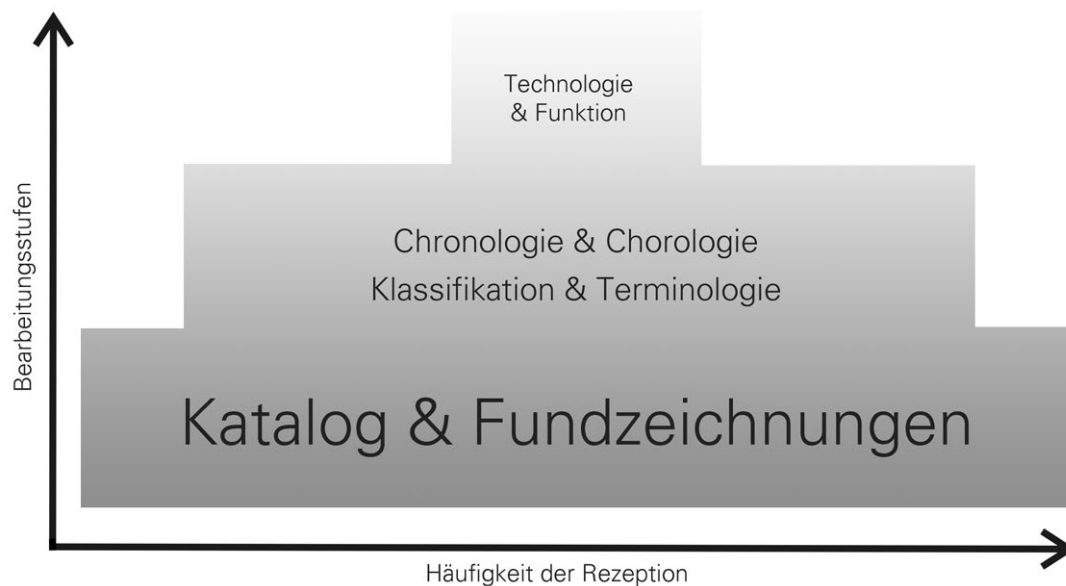 Technologie
& Funktion
Chronologie & Chorologie
Klassifikation & Terminologie
Katalog & Fundzeichnungen
Bearbeitungsstufen
Häufigkeit der Rezeption